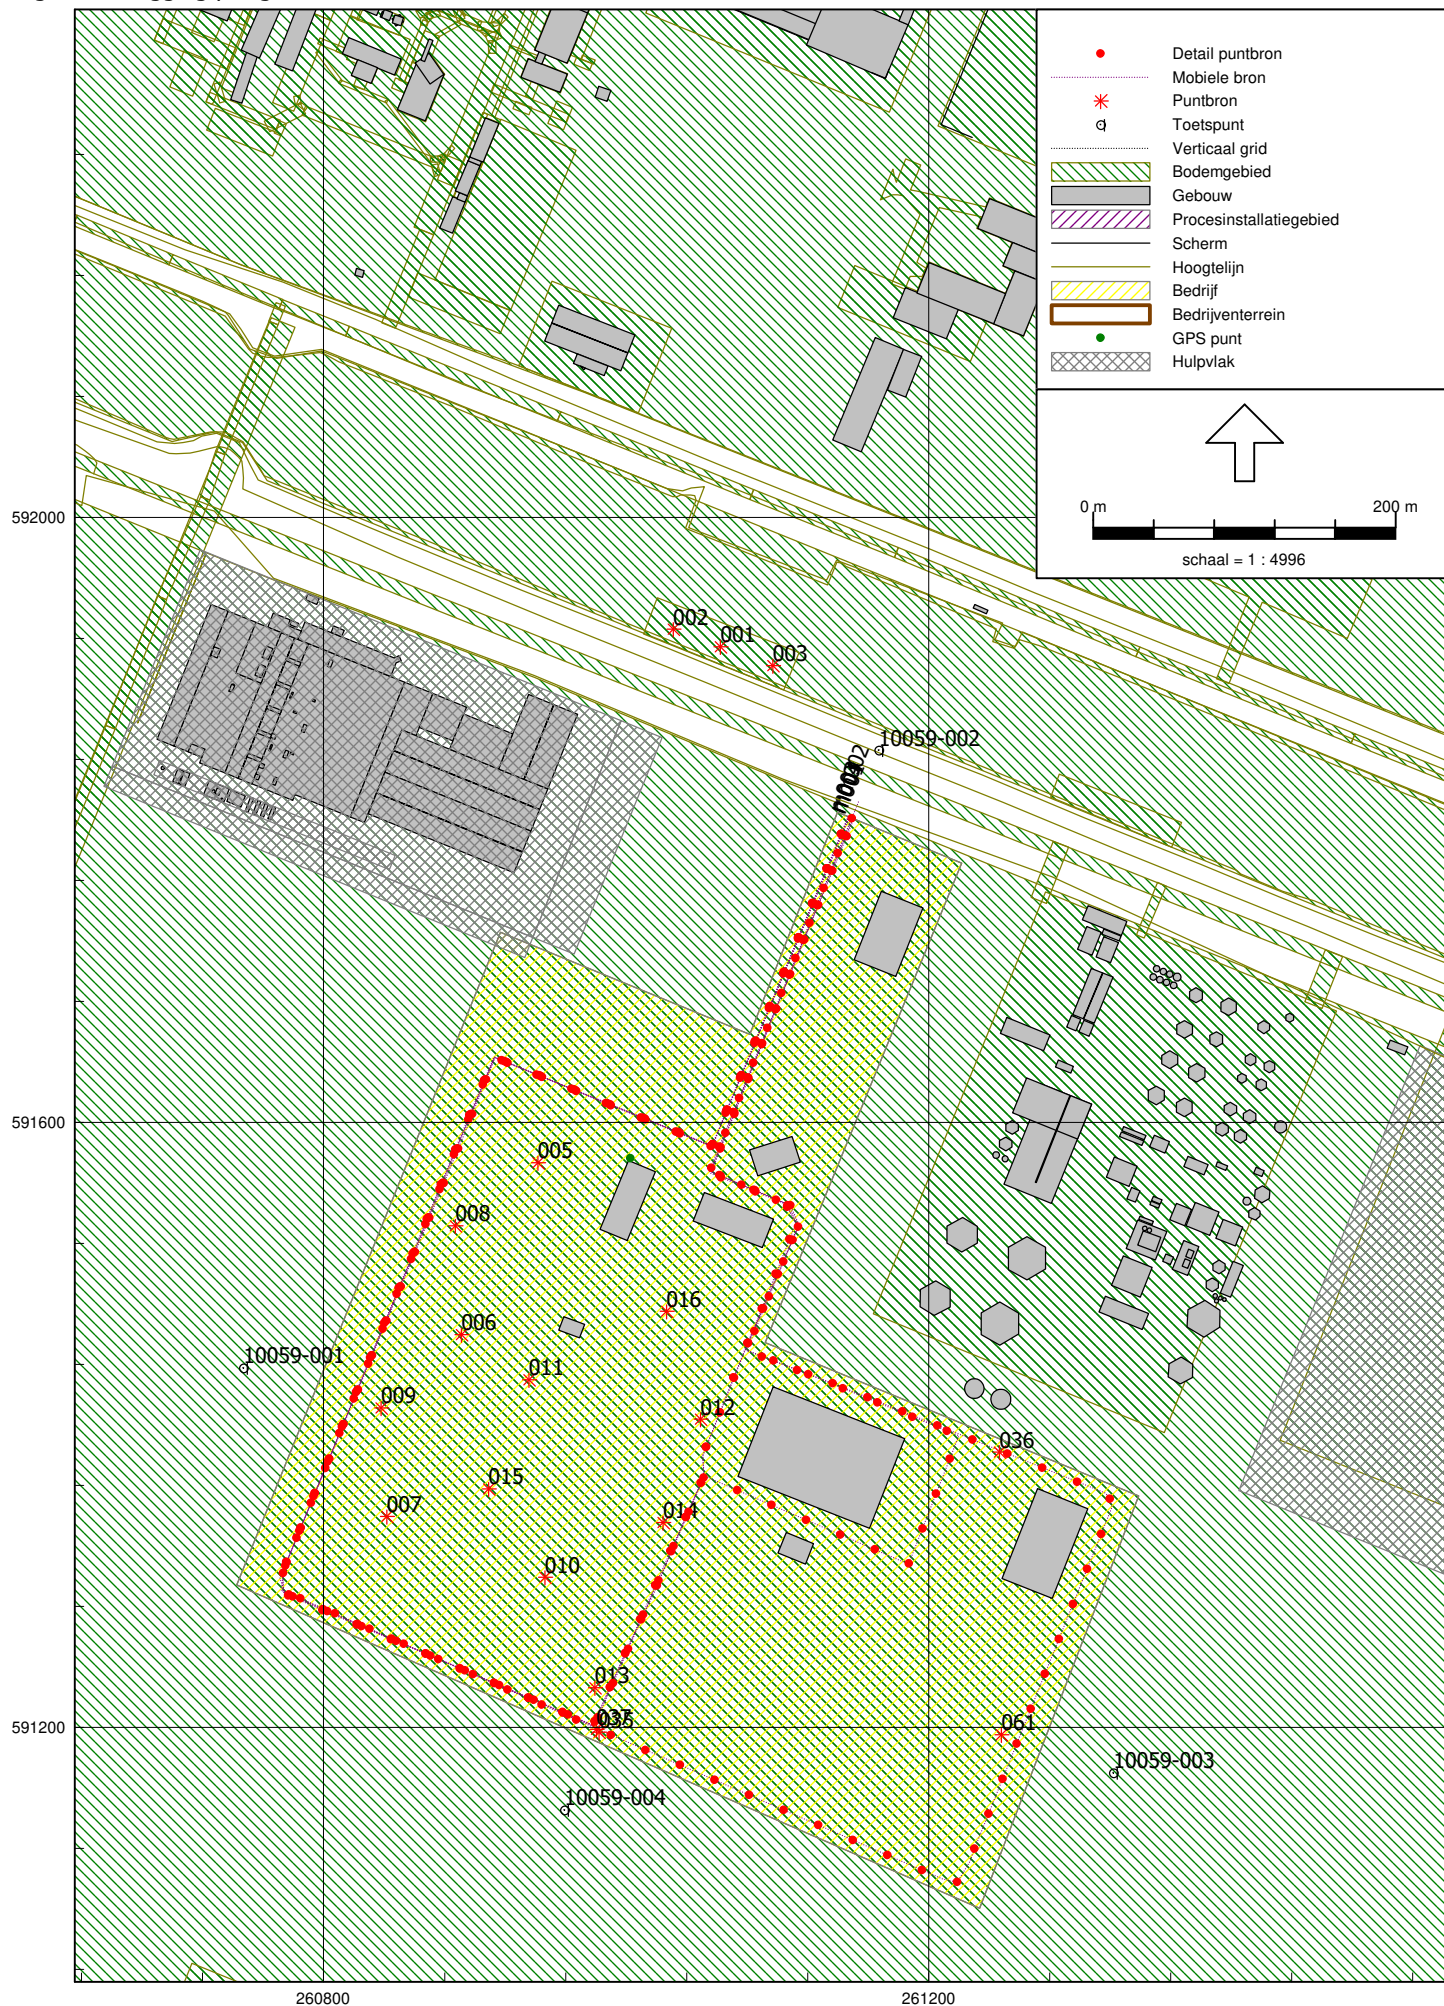 Detail puntbron
Mobiele bron
Puntbron
Toetspunt
Verticaal grid
Bodemgebied
Gebouw
Procesinstallatiegebied
Scherm
Hoogtelijn
Bedrijf
Bedrijventerrein
GPS punt
Hulpvlak
0 m 200 m
schaal = 1 : 4996
592000
002
001
003
10059-002
591600
005
008
016
006
10059-001
011
009
012
036
015
007
014
010
013
037
591200
061
10059-003
10059-004
260800 261200